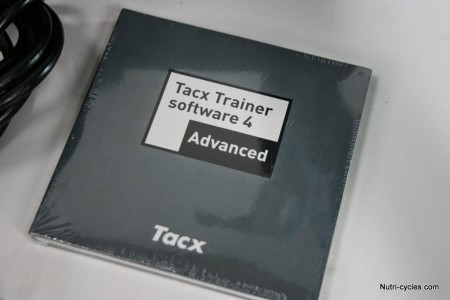 Tacx Trainer
software 4
Advanced
Tacx
Nutri-cycles.com